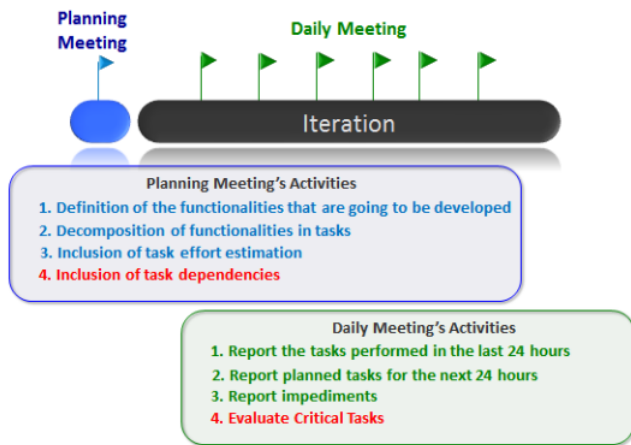 Planning
Meeting
Daily Meeting
Iteration
Planning Meeting's Activities
1. Definition of the functionalities that are going to be developed
2. Decomposition of functionalities in tasks
3. Inclusion of task effort estimation
4. Inclusion of task dependencies
Daily Meeting's Activities
1. Report the tasks performed in the last 24 hours
2. Report planned tasks for the next 24 hours
3. Report impediments
4. Evaluate Critical Tasks